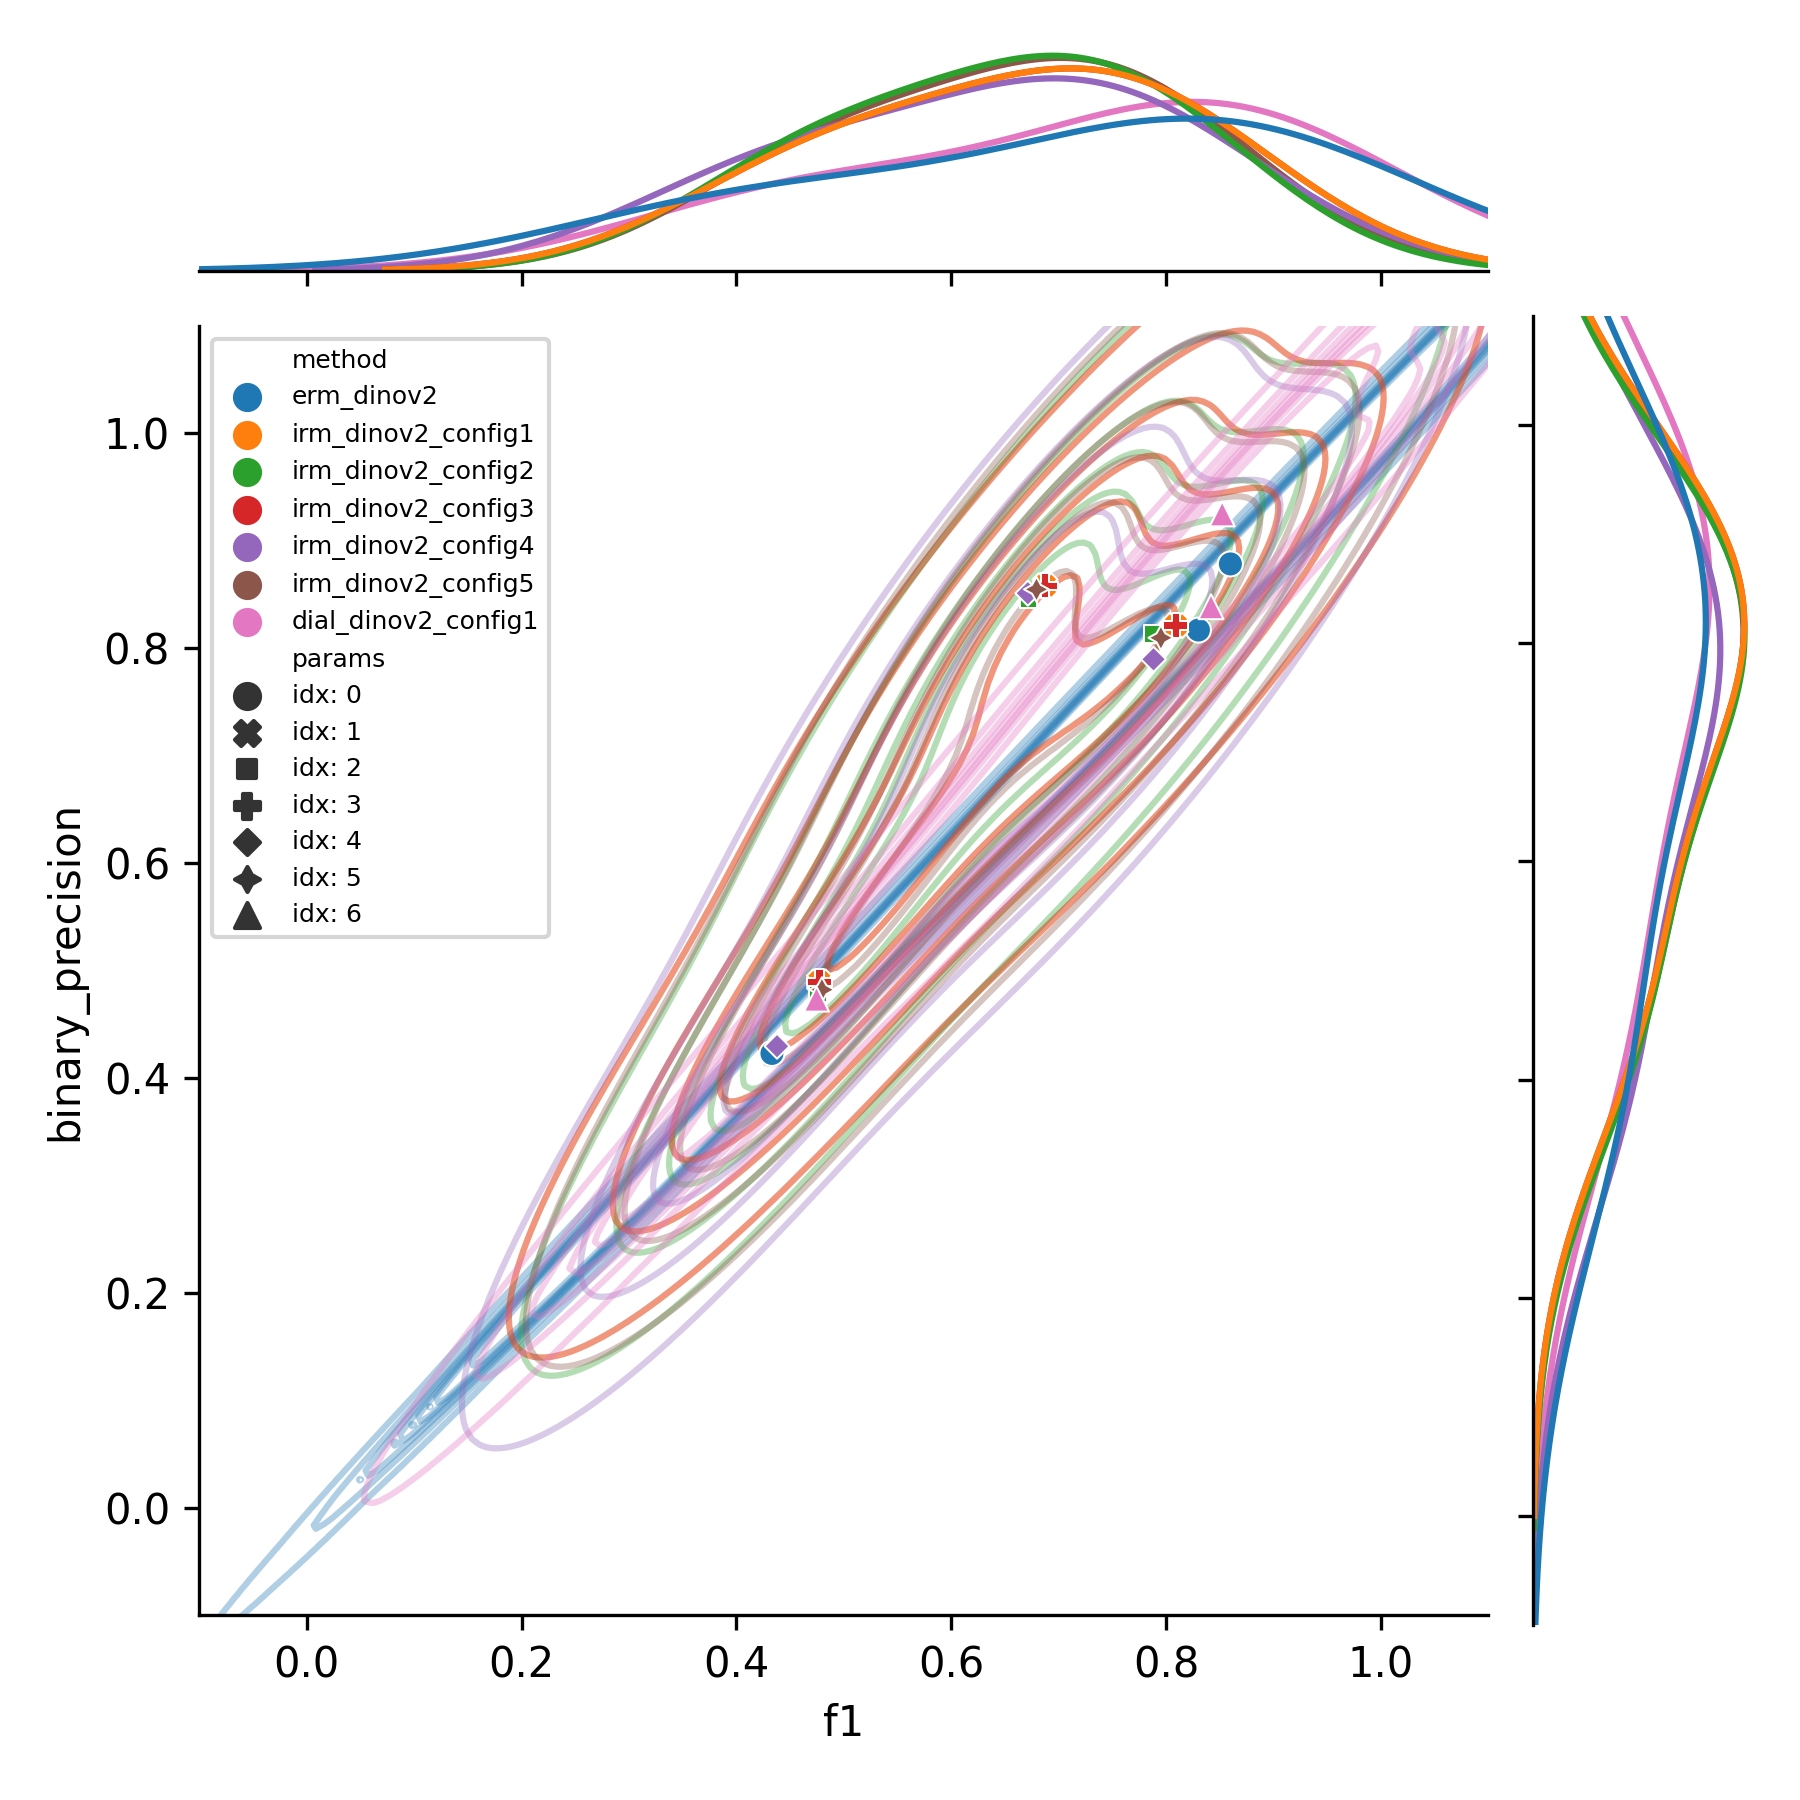 method
erm_dinov2
irm_dinov2_config1
irm_dinov2_config2
irm_dinov2_config3
irm_dinov2_config4
irm_dinov2_config5
dial_dinov2_config1
params
idx: 0
idx: 1
idx: 2
idx: 3
idx: 4
idx: 5
idx: 6
binary_precision
1.0
0.8
0.6
0.4
0.2
0.0
0.0 0.2 0.4 0.6 0.8 1.0
f1